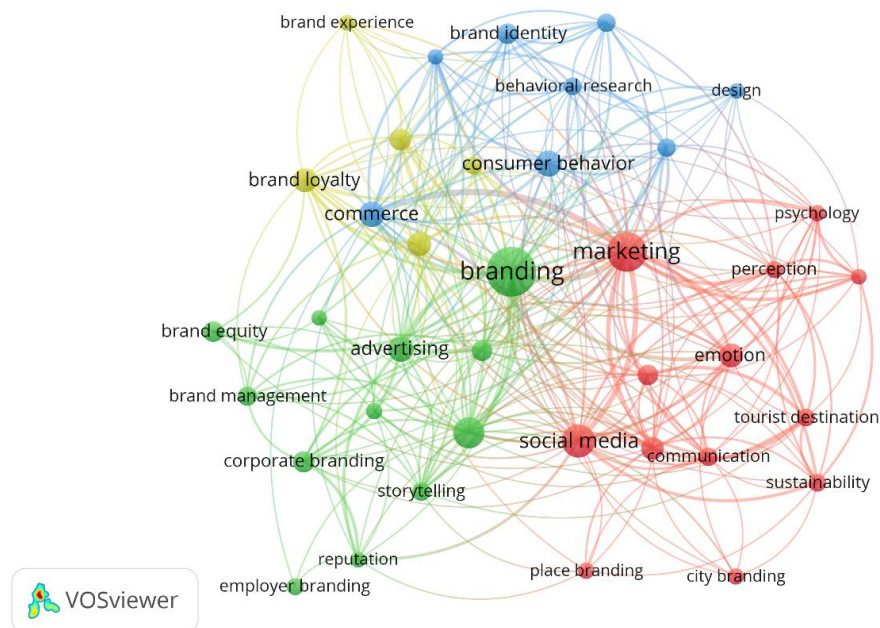 brand experience
brand identity
behavioral research
design
consumer behavior
brand loyalty
commerce
psychology
marketing
perception
branding
brand equity
advertising
emotion
brand management
tourist destination
social media
communication
corporate branding
sustainability
storytelling
reputation
place branding
city branding
employer branding
VOSviewer